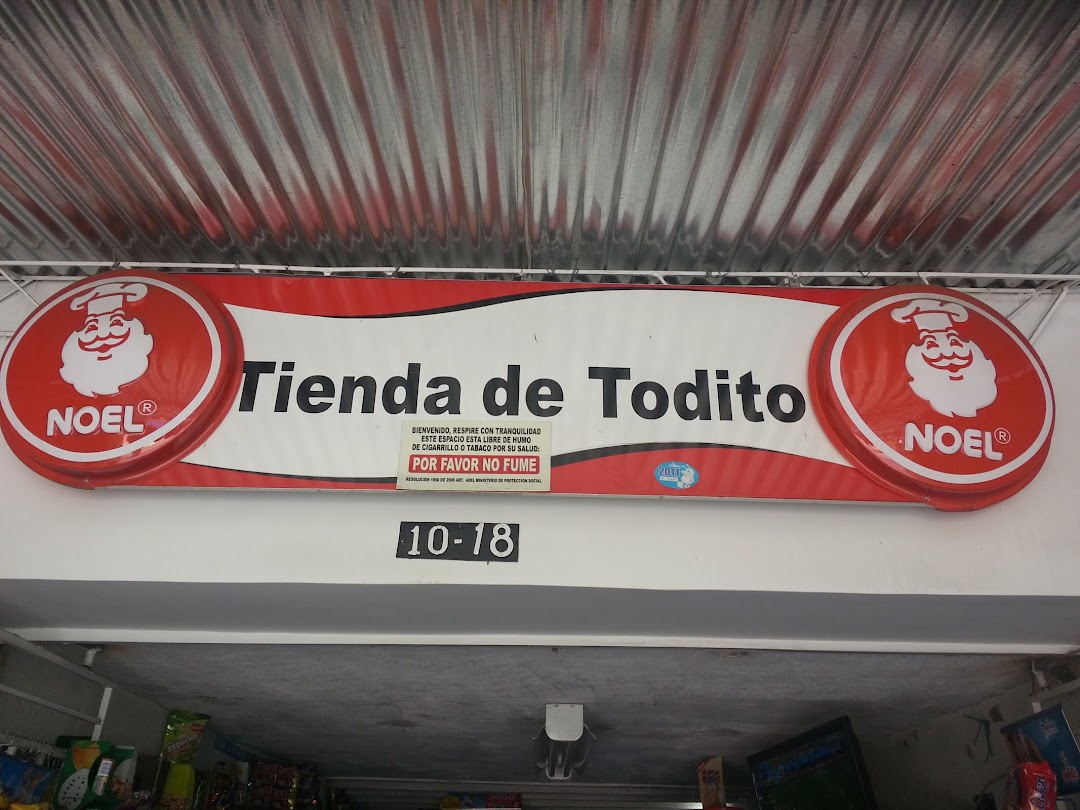 Tienda de Todito
NOEL®
NOEL®
BIENVENIDO, RESPIRE CON TRANQUILIDAD
ESTE ESPACIO ESTA LIBRE DE HUMO
DE CIGARRILLO O TABACO POR SU SALUD:
POR FAVOR NO FUME
2011
10-18